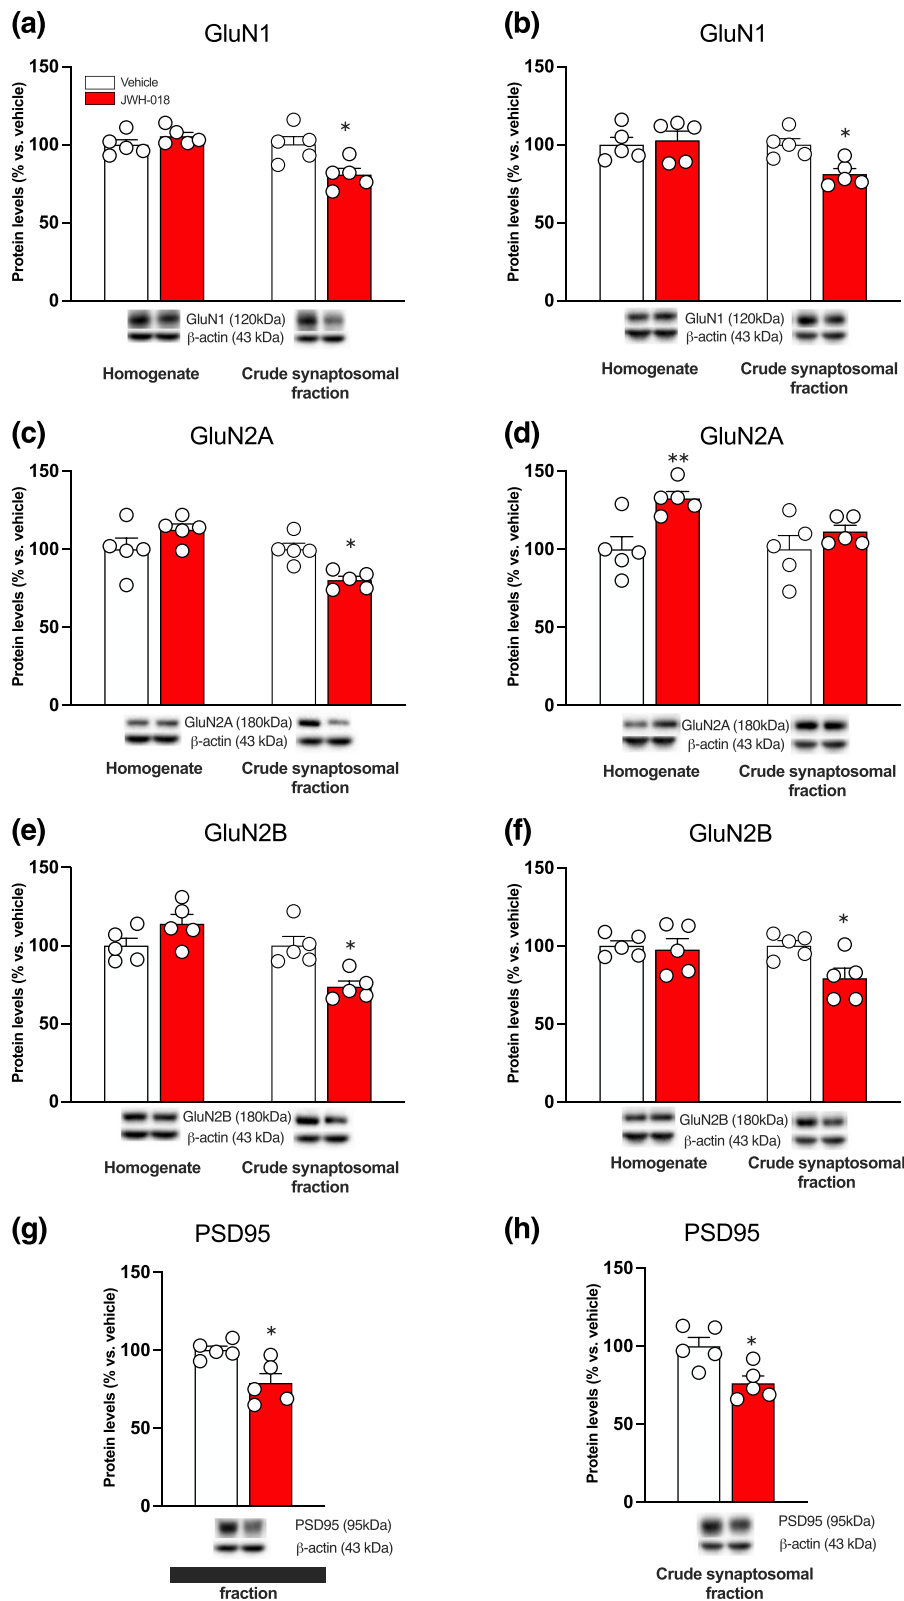 (a)
GluN1
Protein levels (% vs. vehicle)
150
100
50
0
Vehicle
JWH-018
*
GluN1 (120kDa)
β-actin (43 kDa)
Homogenate
Crude synaptosomal
fraction
(b)
GluN1
Protein levels (% vs. vehicle)
150
100
50
0
*
GluN1 (120kDa)
β-actin (43 kDa)
Homogenate
Crude synaptosomal
fraction
(c)
GluN2A
Protein levels (% vs. vehicle)
150
100
50
0
*
GluN2A (180kDa)
β-actin (43 kDa)
Homogenate
Crude synaptosomal
fraction
(d)
GluN2A
Protein levels (% vs. vehicle)
150
100
50
0
**
GluN2A (180kDa)
β-actin (43 kDa)
Homogenate
Crude synaptosomal
fraction
(e)
GluN2B
Protein levels (% vs. vehicle)
150
100
50
0
*
GluN2B (180kDa)
β-actin (43 kDa)
Homogenate
Crude synaptosomal
fraction
(f)
GluN2B
Protein levels (% vs. vehicle)
150
100
50
0
*
GluN2B (180kDa)
β-actin (43 kDa)
Homogenate
Crude synaptosomal
fraction
(g)
PSD95
Protein levels (% vs. vehicle)
150
100
50
0
*
PSD95 (95kDa)
β-actin (43 kDa)
fraction
(h)
PSD95
Protein levels (% vs. vehicle)
150
100
50
0
*
PSD95 (95kDa)
β-actin (43 kDa)
Crude synaptosomal
fraction